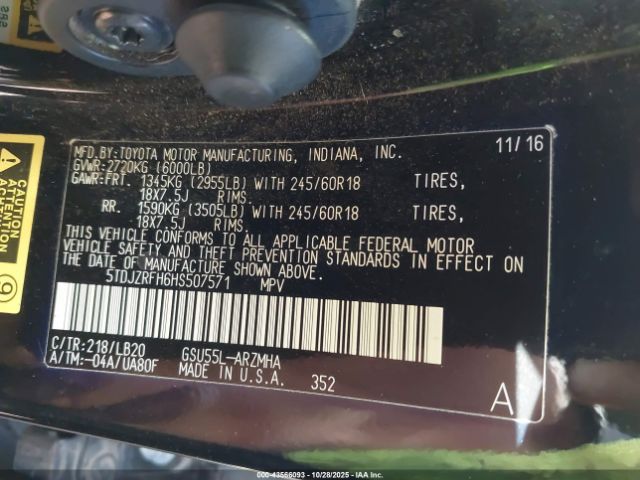 MFD.BY:TOYOTA MOTOR MANUFACTURING, INDIANA, INC. 11/16
GVWR:2720KG (6000LB)
GAWR:FRT. 1345KG (2955LB) WITH 245/60R18 TIRES,
18X7.5J RIMS.
RR. 1590KG (3505LB) WITH 245/60R18 TIRES,
18X7.5J RIMS.
THIS VEHICLE CONFORMS TO ALL APPLICABLE FEDERAL MOTOR
VEHICLE SAFETY AND THEFT PREVENTION STANDARDS IN EFFECT ON
THE DATE OF MANUFACTURE SHOWN ABOVE.
5TDJZRFH6HS507571 MPV
C/TR:218/LB20 GSU55L-ARZMHA
A/TM:-04A/UA80F MADE IN U.S.A. 352 A
ATTENTION
9
000-43566093 - 10/28/2025 - IAA Inc.